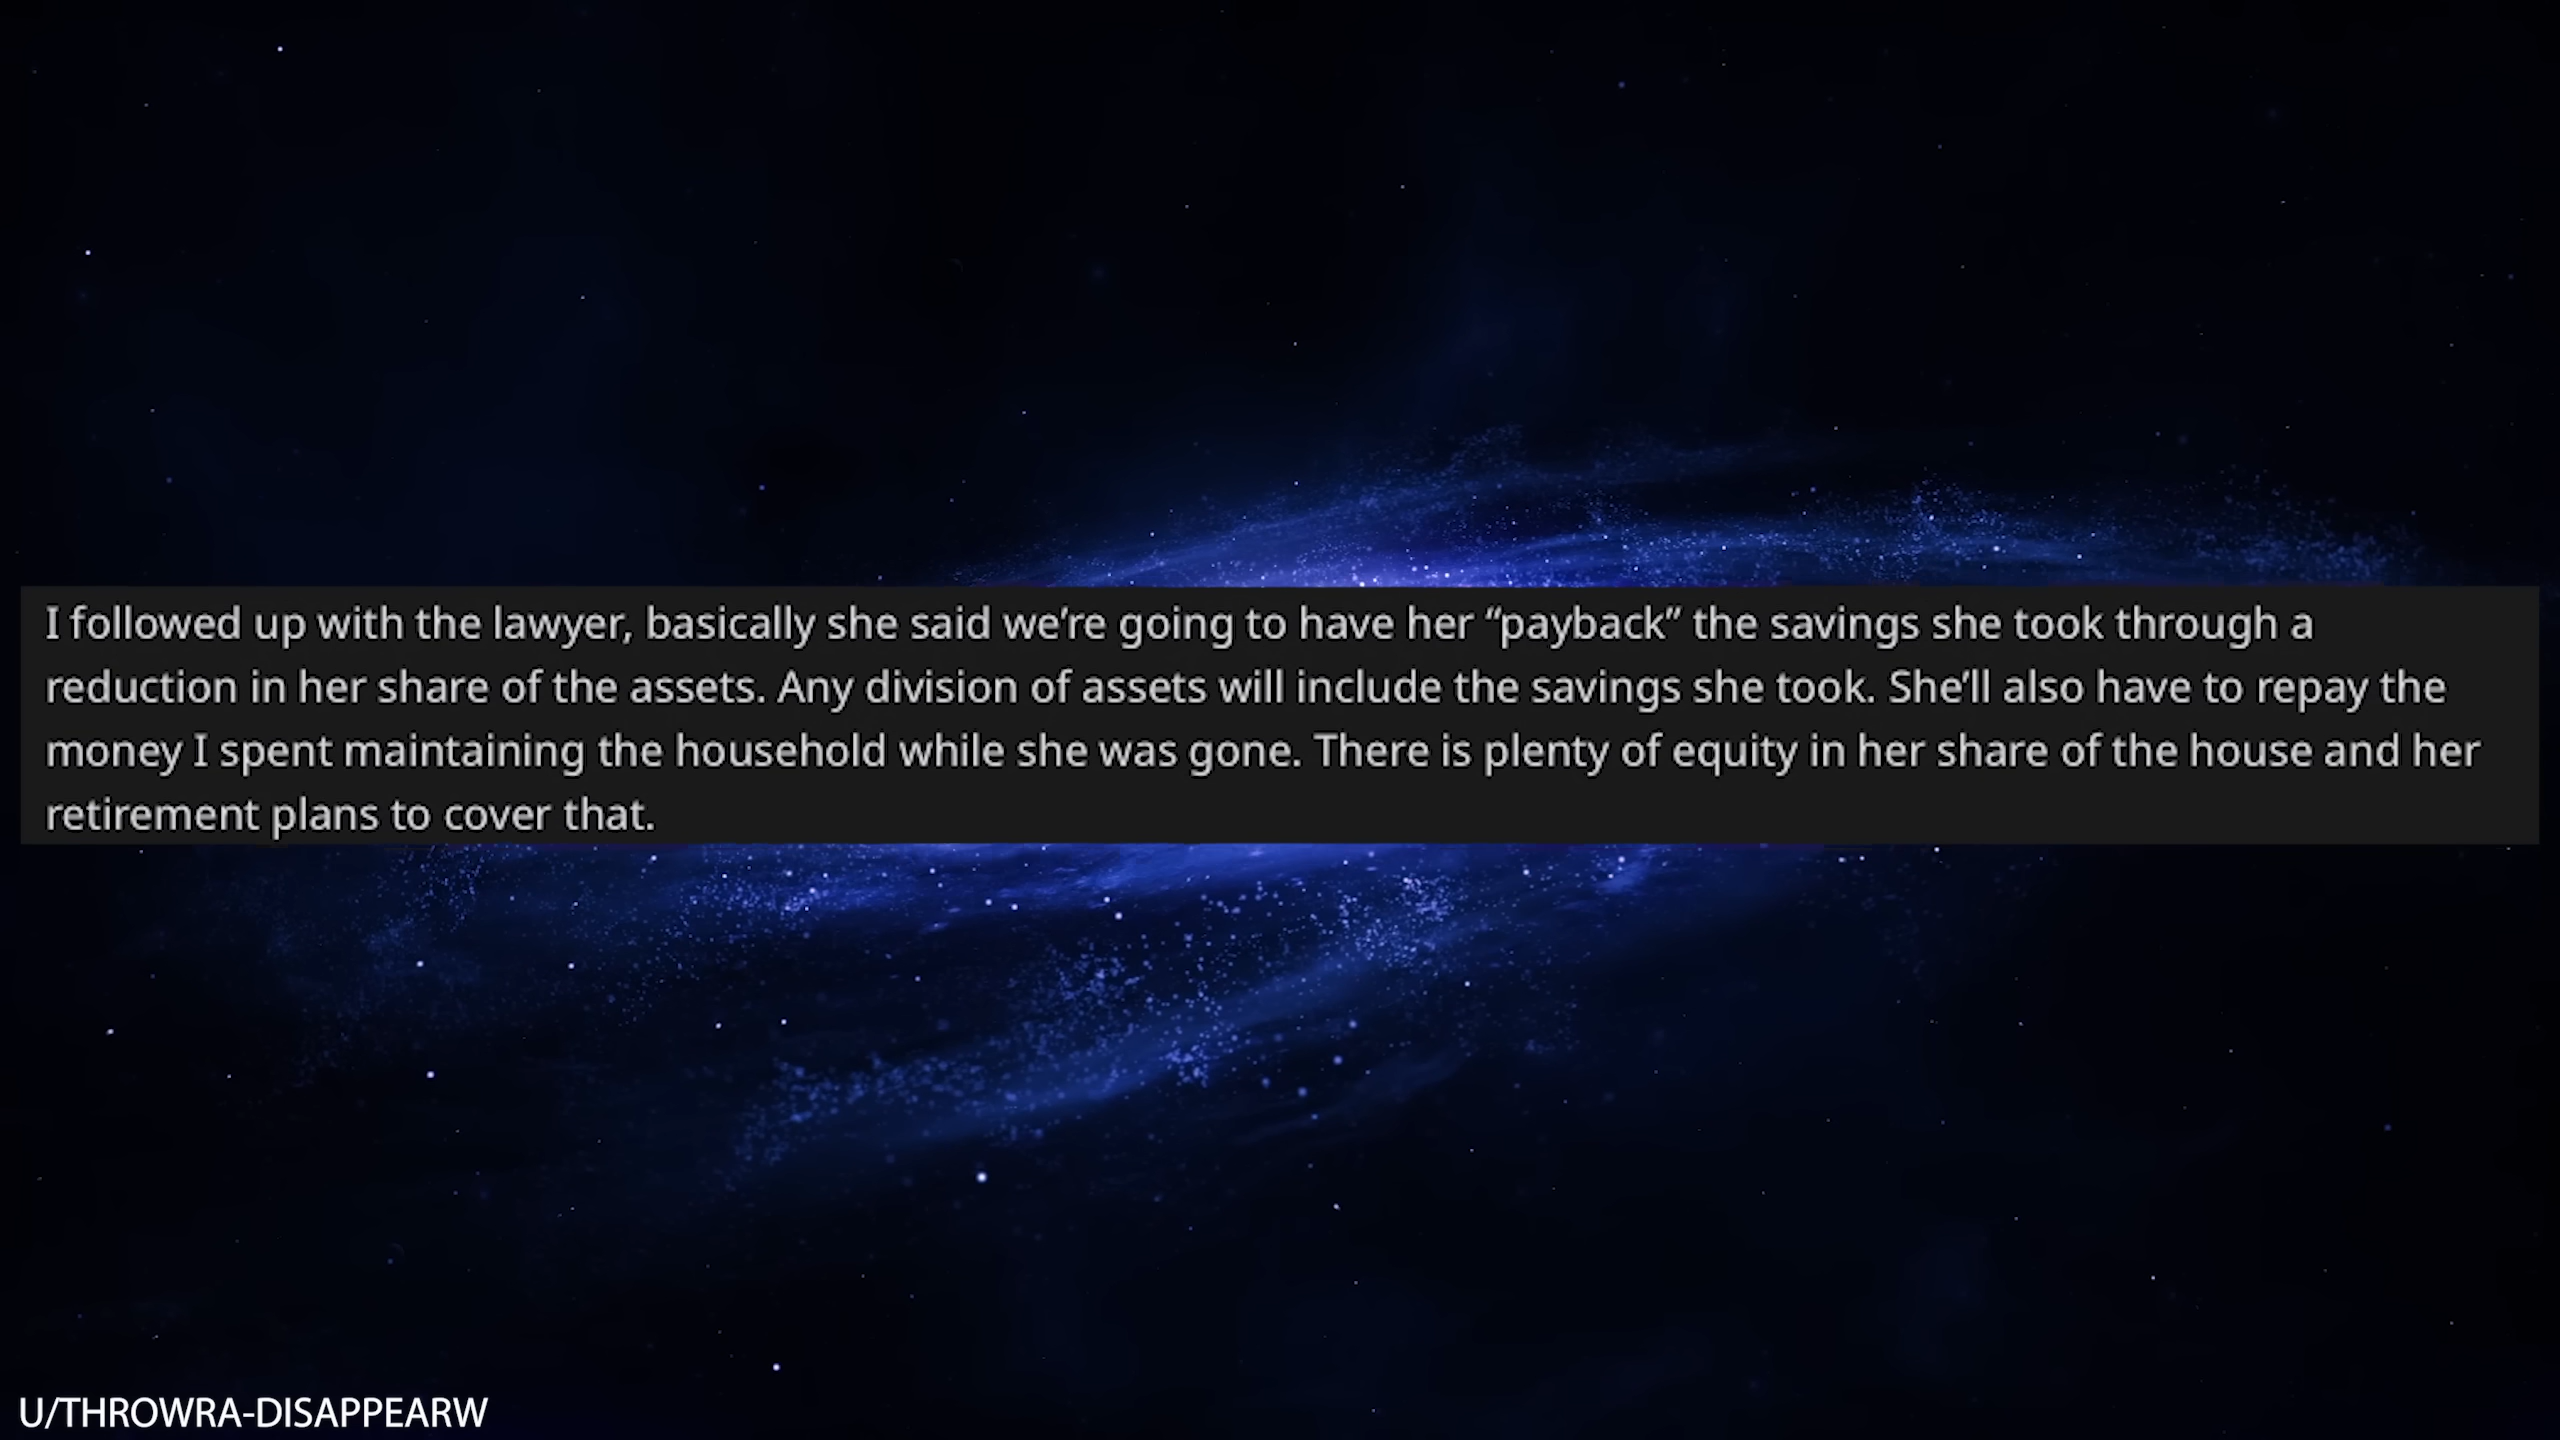 I followed up with the lawyer, basically she said we’re going to have her “payback” the savings she took through a
reduction in her share of the assets. Any division of assets will include the savings she took. She’ll also have to repay the
money I spent maintaining the household while she was gone. There is plenty of equity in her share of the house and her
retirement plans to cover that.
U/THROWRA-DISAPPEARW